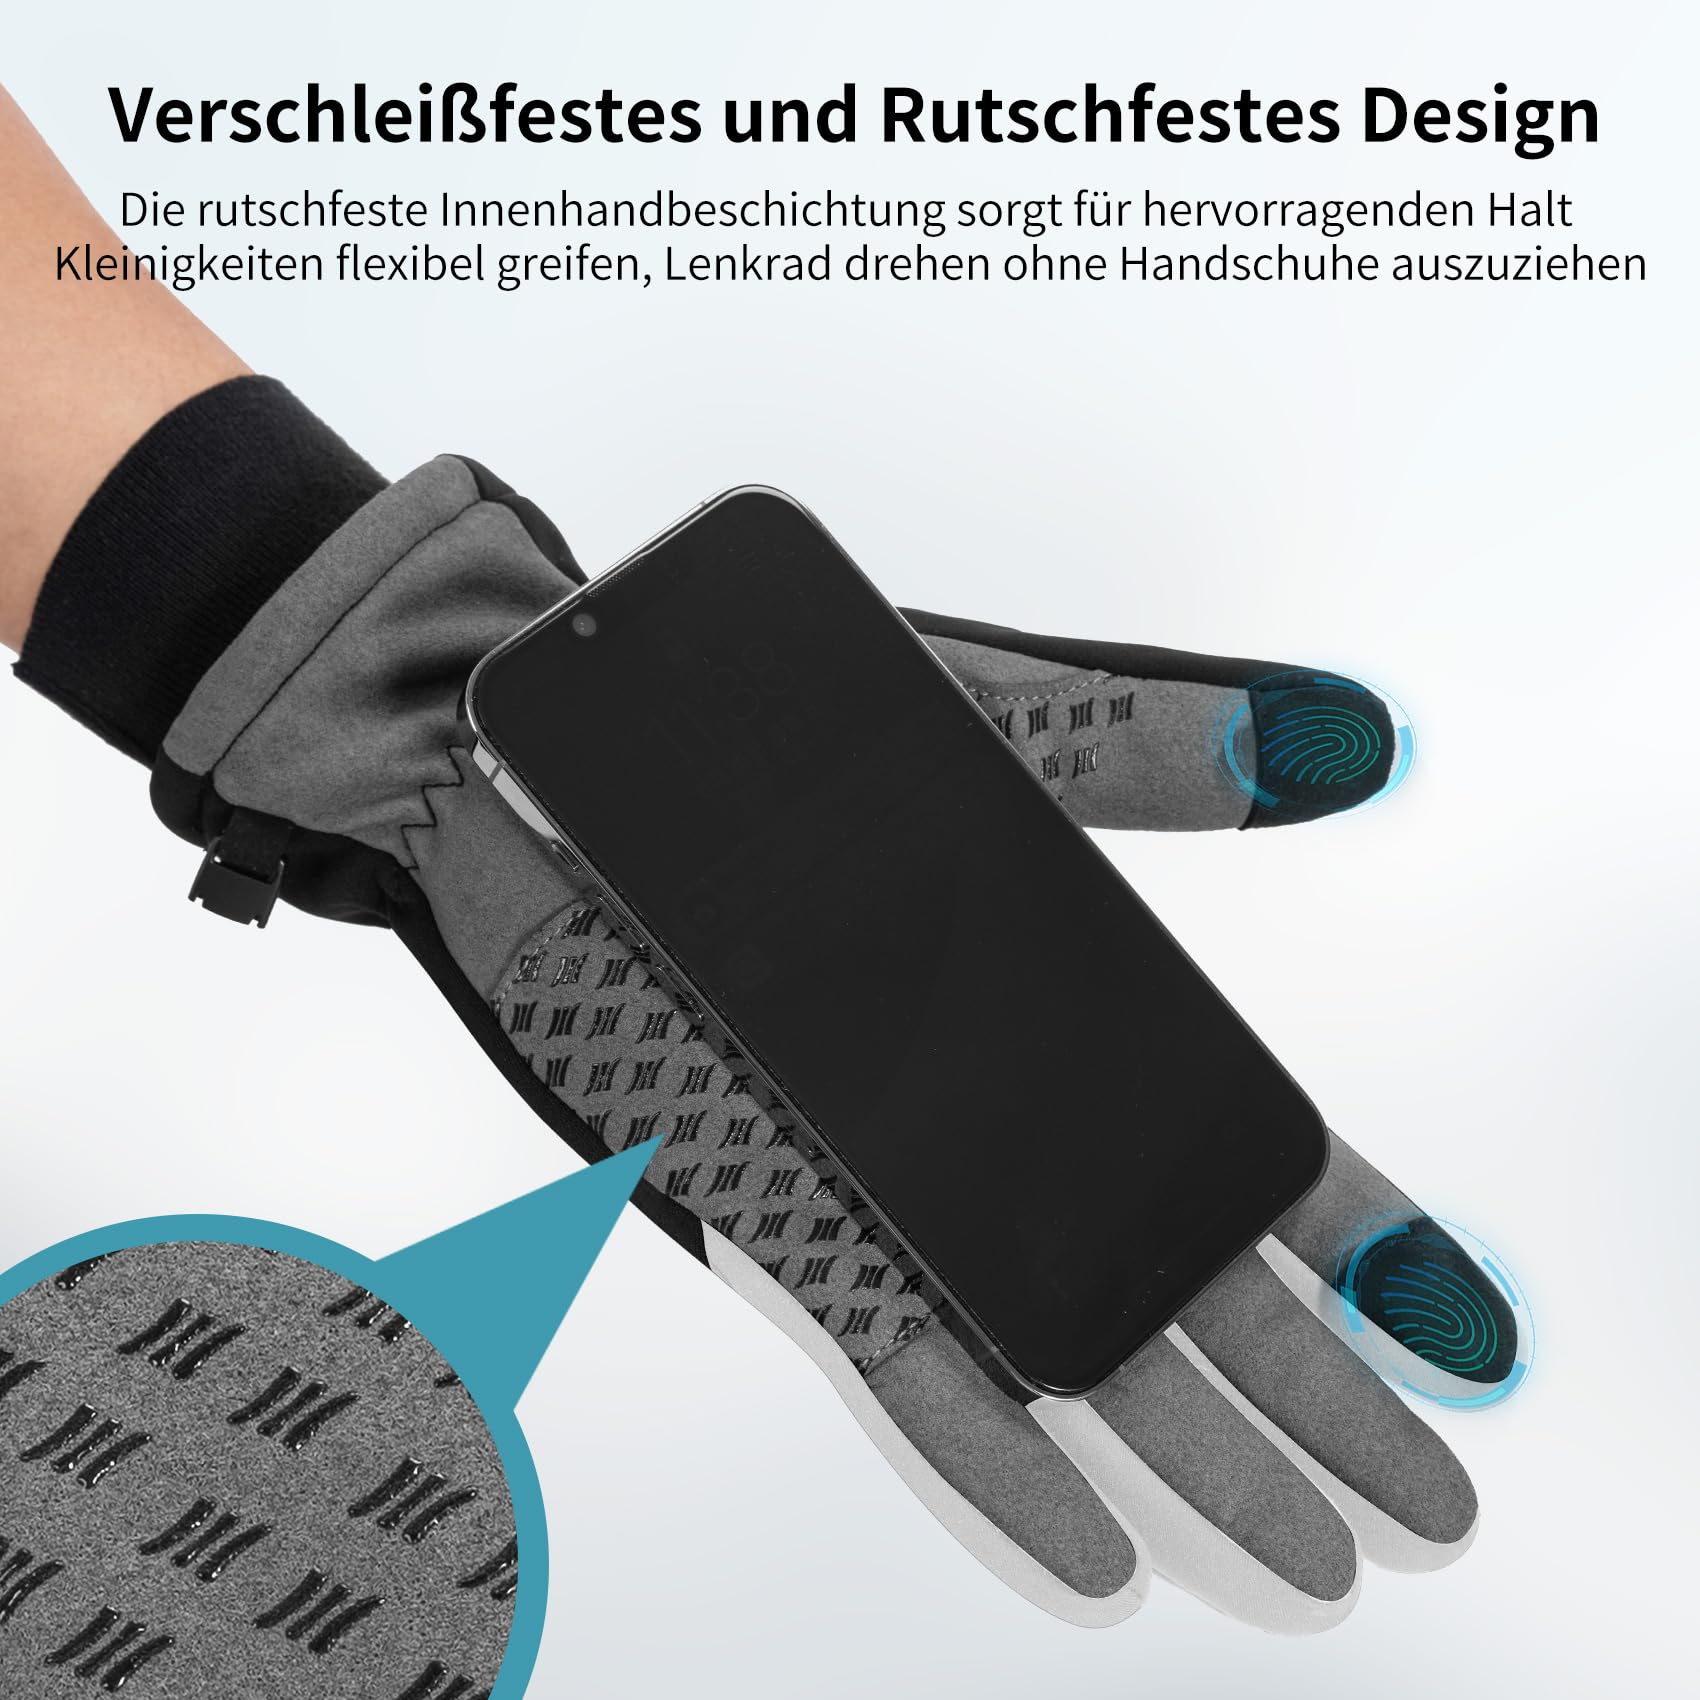 Verschleißfestes und Rutschfestes Design
Die rutschfeste Innenhandbeschichtung sorgt für hervorragenden Halt
Kleinigkeiten flexibel greifen, Lenkrad drehen ohne Handschuhe auszuziehen